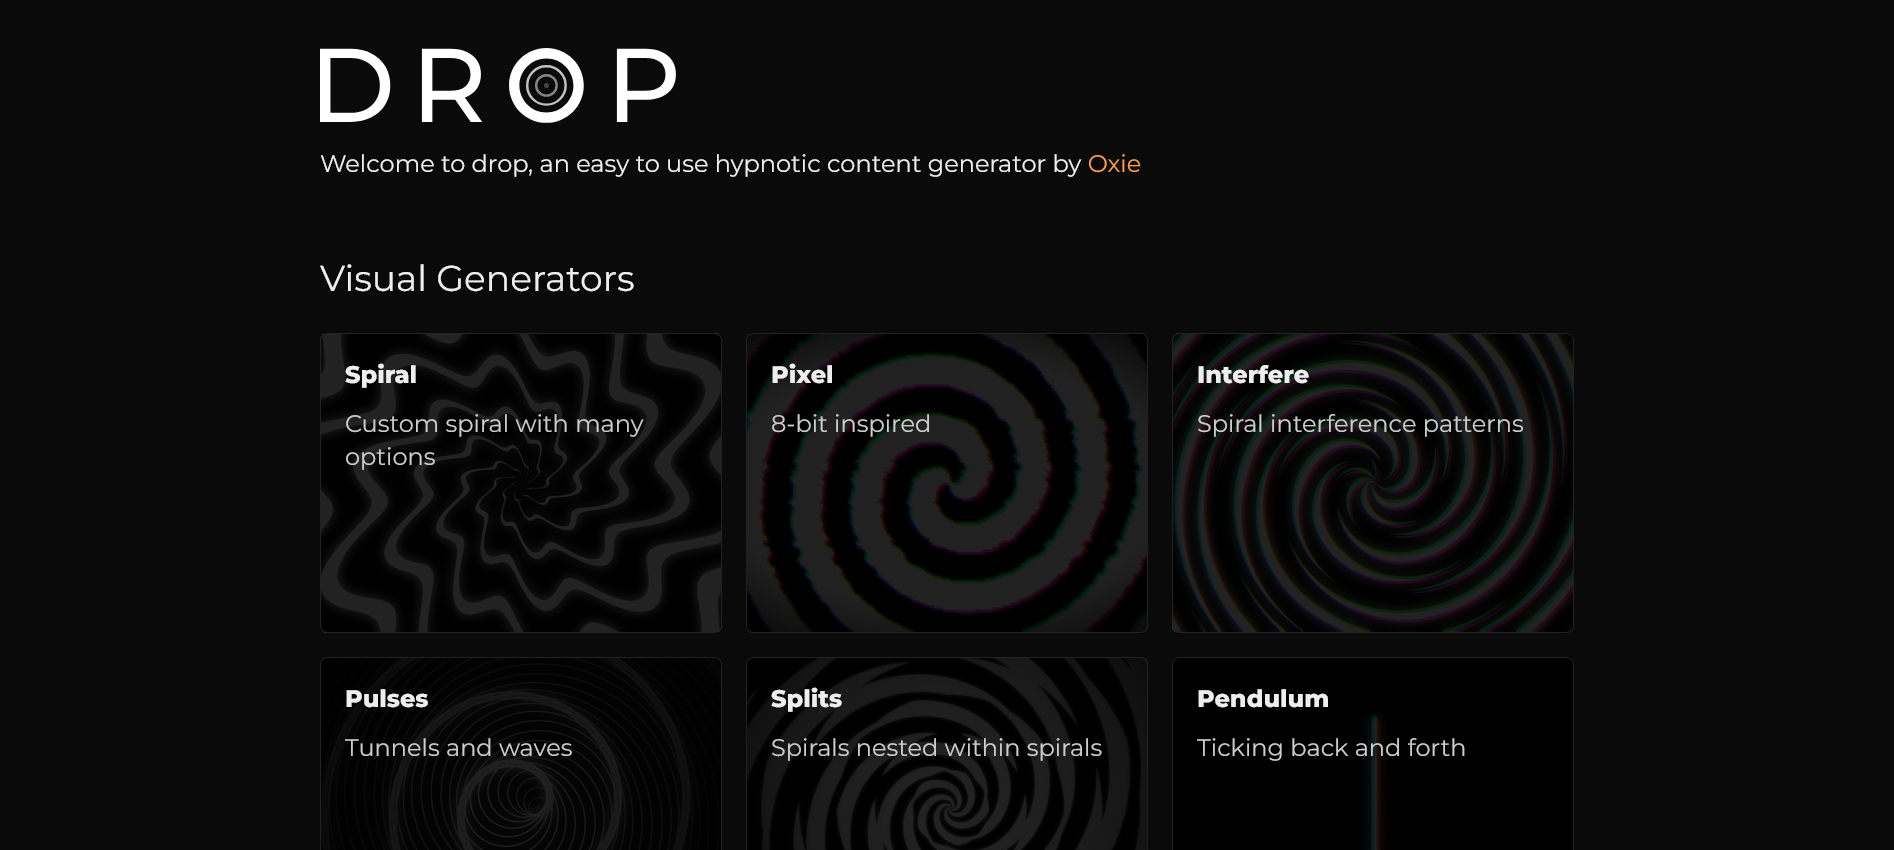 DROP
Welcome to drop, an easy to use hypnotic content generator by Oxie
Visual Generators
Spiral
Custom spiral with many
options
Pixel
8-bit inspired
Interfere
Spiral interference patterns
Pulses
Tunnels and waves
Splits
Spirals nested within spirals
Pendulum
Ticking back and forth